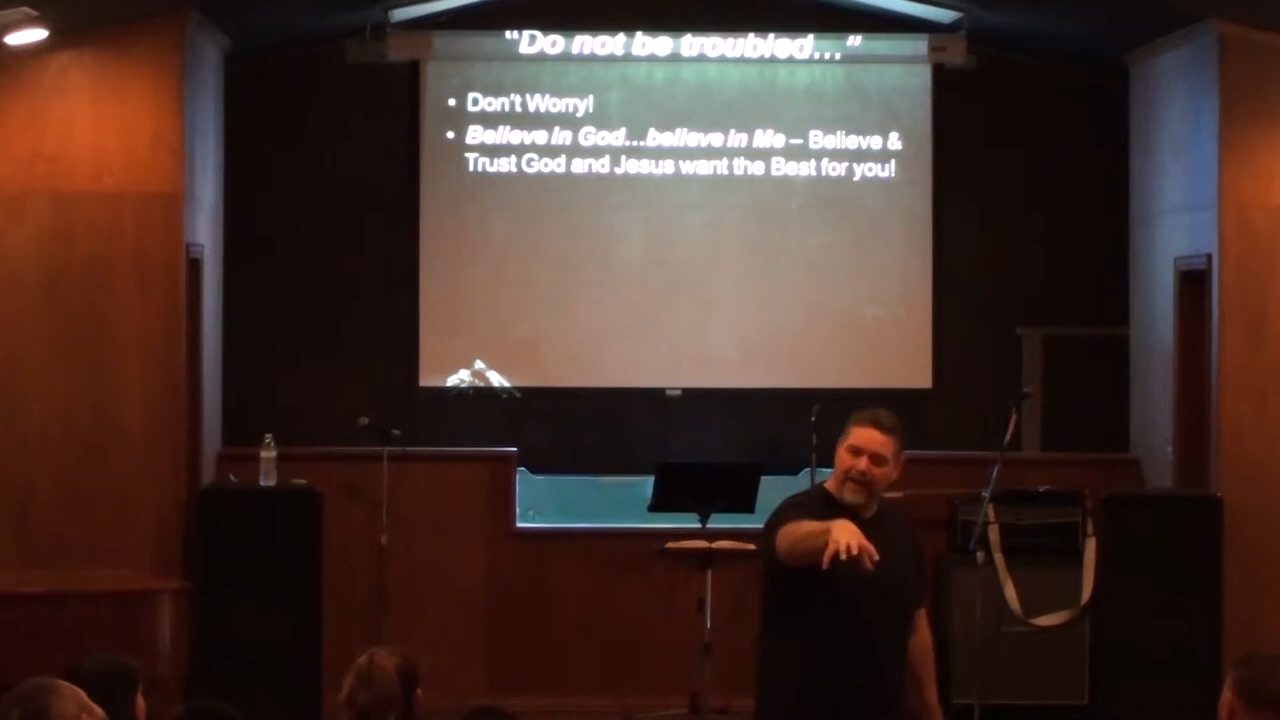 “Do not be troubled…”
• Don't Worry!
• Believe in God…believe in Me – Believe &
Trust God and Jesus want the Best for you!